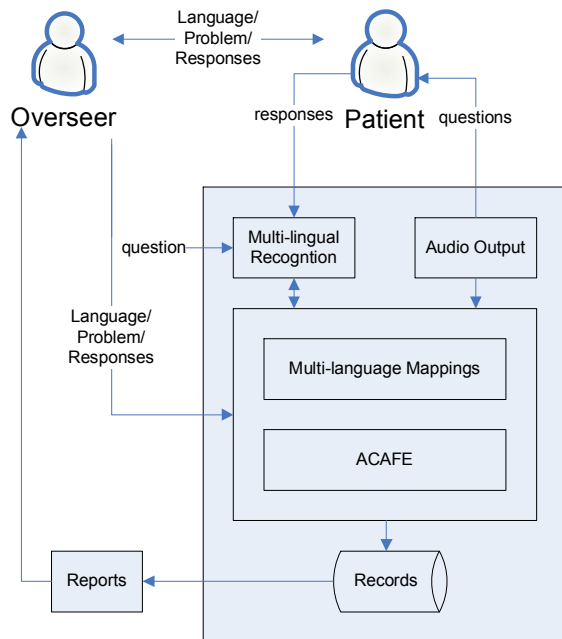 Language/
Problem/
Responses
Overseer
Patient
responses
questions
question
Multi-lingual
Recogntion
Audio Output
Language/
Problem/
Responses
Multi-language Mappings
ACAFE
Reports
Records